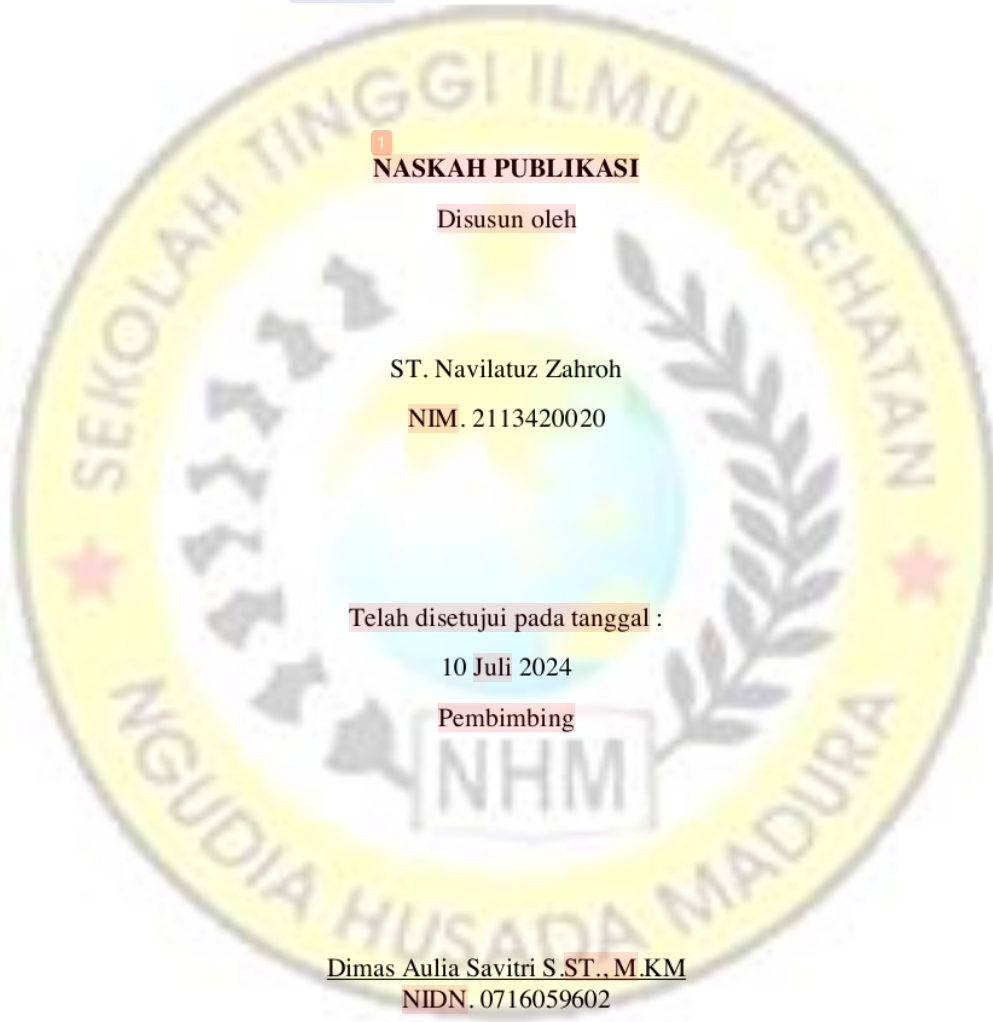 SEKOLAH TINGGI ILMU KESEHATAN
1
NASKAH PUBLIKASI
Disusun oleh
ST. Navilatuz Zahroh
NIM. 2113420020
Telah disetujui pada tanggal :
10 Juli 2024
Pembimbing
NHM
NGUDIA HUSADA MADURA
Dimas Aulia Savitri S.ST., M.KM
NIDN. 0716059602